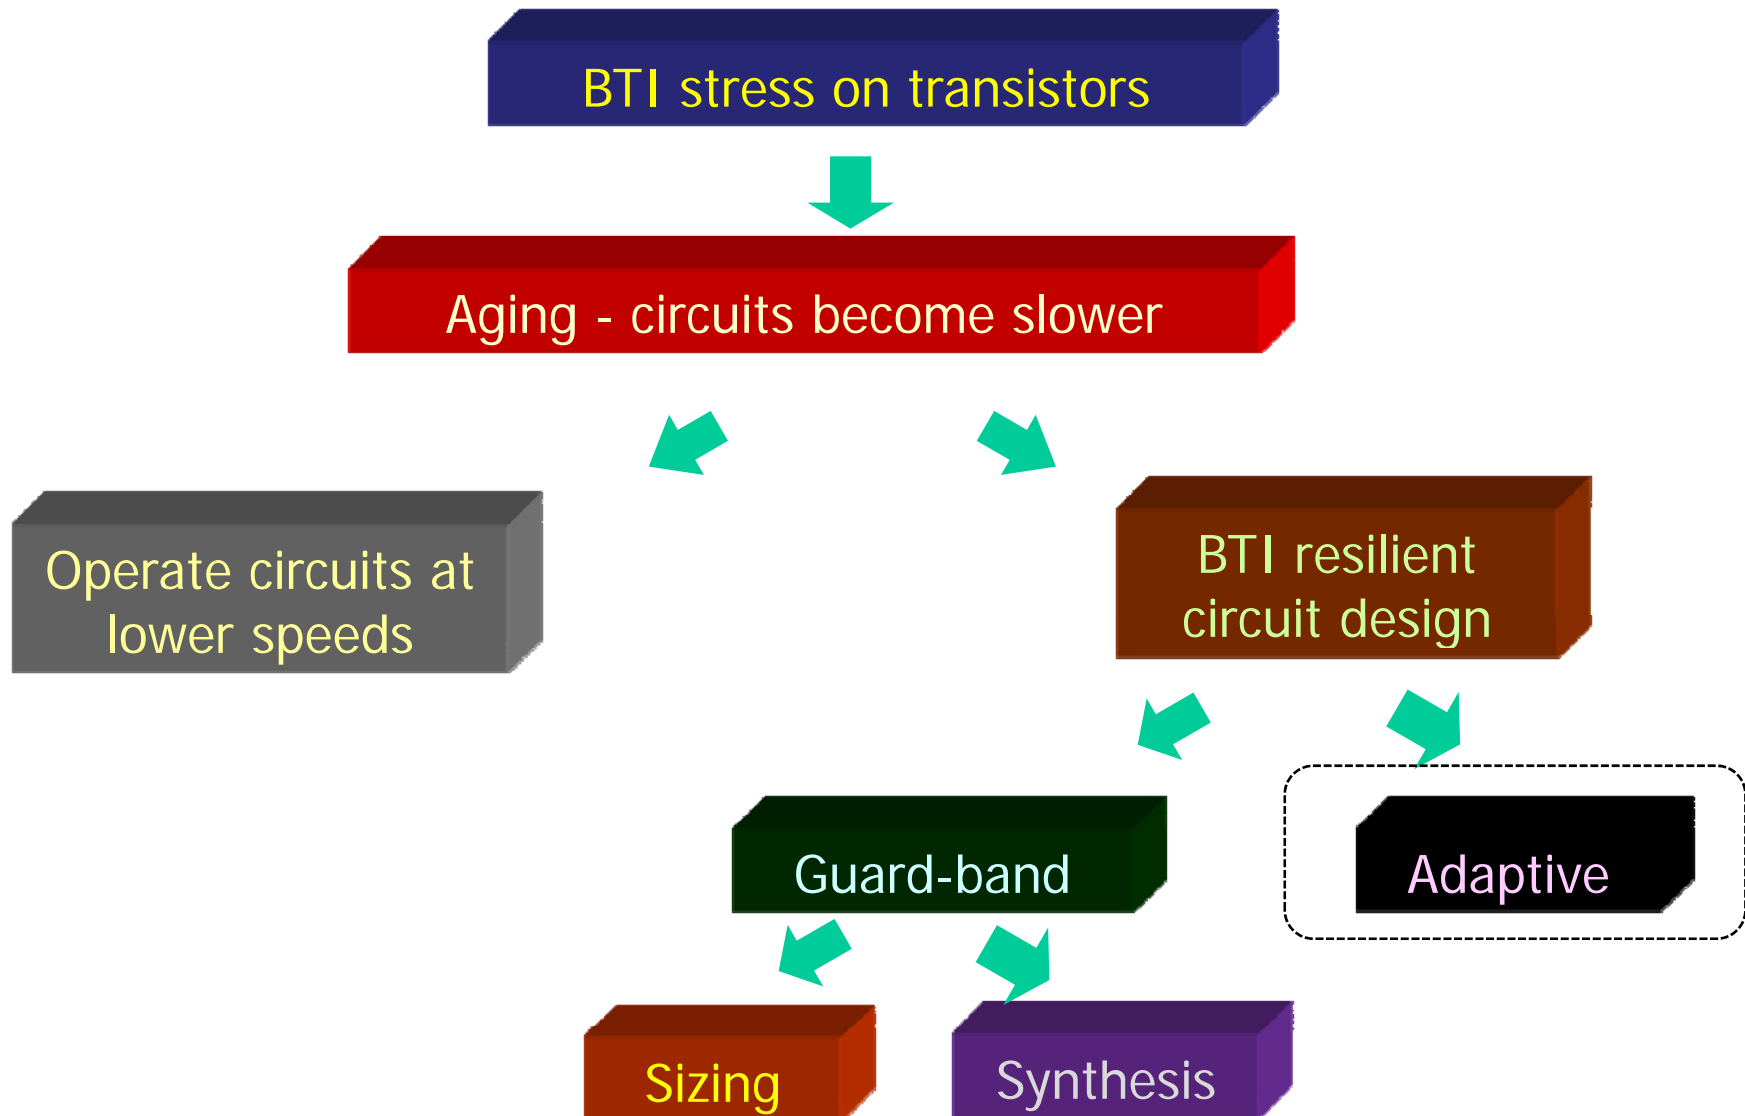 BTI stress on transistors
Aging - circuits become slower
Operate circuits at
lower speeds
BTI resilient
circuit design
Guard-band
Adaptive
Sizing
Synthesis